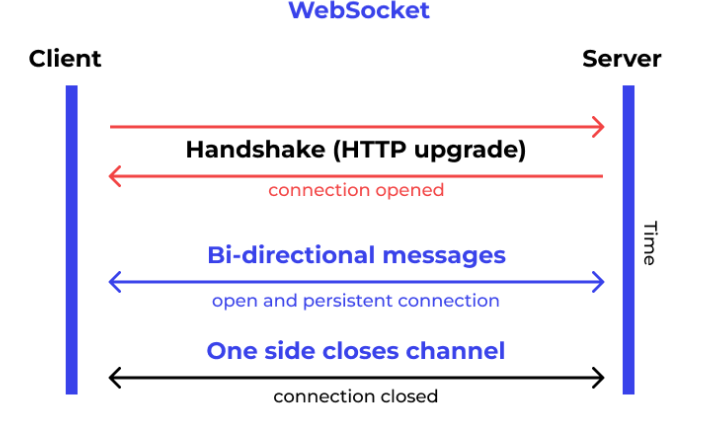 WebSocket
Client
Server
Handshake (HTTP upgrade)
connection opened
Time
Bi-directional messages
open and persistent connection
One side closes channel
connection closed